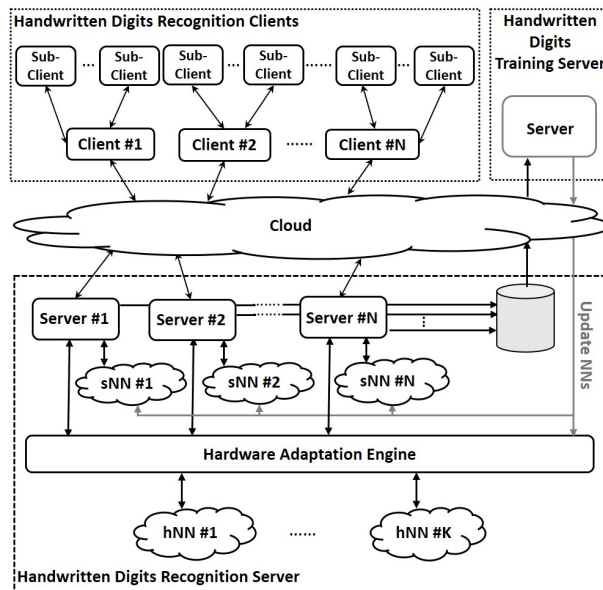 Handwritten Digits Recognition Clients
Handwritten
Digits
Training Server
Sub-
Client
...
Sub-
Client
Sub-
Client
...
Sub-
Client
......
Sub-
Client
...
Sub-
Client
Client #1
Client #2
......
Client #N
Server
Cloud
Server #1
Server #2
......
......
Server #N
...
Update NNs
sNN #1
sNN #2
sNN #N
Hardware Adaptation Engine
hNN #1
......
hNN #K
Handwritten Digits Recognition Server